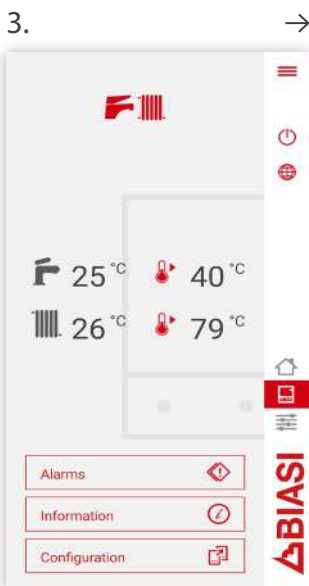 3. →
25 °C 40 °C
26 °C 79 °C
Alarms
Information
Configuration
BIASI